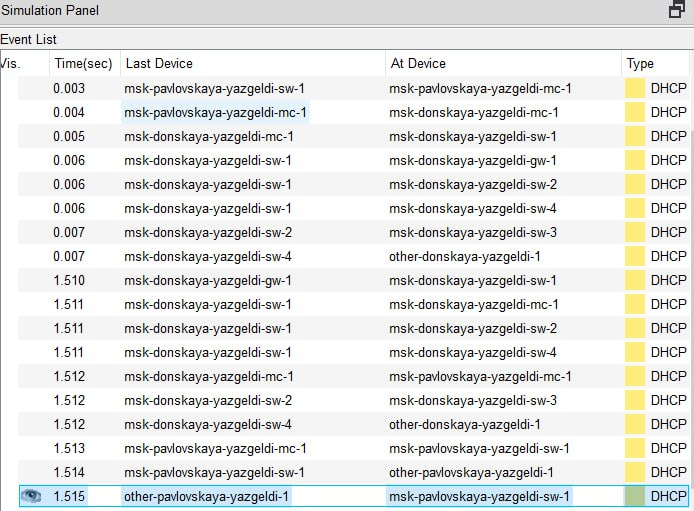 Simulation Panel
Event List
Vis. Time(sec) Last Device At Device Type
0.003 msk-pavlovskaya-yazgeldi-sw-1 msk-pavlovskaya-yazgeldi-mc-1 DHCP
0.004 msk-pavlovskaya-yazgeldi-mc-1 msk-donskaya-yazgeldi-mc-1 DHCP
0.005 msk-donskaya-yazgeldi-mc-1 msk-donskaya-yazgeldi-sw-1 DHCP
0.006 msk-donskaya-yazgeldi-sw-1 msk-donskaya-yazgeldi-gw-1 DHCP
0.006 msk-donskaya-yazgeldi-sw-1 msk-donskaya-yazgeldi-sw-2 DHCP
0.006 msk-donskaya-yazgeldi-sw-1 msk-donskaya-yazgeldi-sw-4 DHCP
0.007 msk-donskaya-yazgeldi-sw-2 msk-donskaya-yazgeldi-sw-3 DHCP
0.007 msk-donskaya-yazgeldi-sw-4 other-donskaya-yazgeldi-1 DHCP
1.510 msk-donskaya-yazgeldi-gw-1 msk-donskaya-yazgeldi-sw-1 DHCP
1.511 msk-donskaya-yazgeldi-sw-1 msk-donskaya-yazgeldi-mc-1 DHCP
1.511 msk-donskaya-yazgeldi-sw-1 msk-donskaya-yazgeldi-sw-2 DHCP
1.511 msk-donskaya-yazgeldi-sw-1 msk-donskaya-yazgeldi-sw-4 DHCP
1.512 msk-donskaya-yazgeldi-mc-1 msk-pavlovskaya-yazgeldi-mc-1 DHCP
1.512 msk-donskaya-yazgeldi-sw-2 msk-donskaya-yazgeldi-sw-3 DHCP
1.512 msk-donskaya-yazgeldi-sw-4 other-donskaya-yazgeldi-1 DHCP
1.513 msk-pavlovskaya-yazgeldi-mc-1 msk-pavlovskaya-yazgeldi-sw-1 DHCP
1.514 msk-pavlovskaya-yazgeldi-sw-1 other-pavlovskaya-yazgeldi-1 DHCP
1.515 other-pavlovskaya-yazgeldi-1 msk-pavlovskaya-yazgeldi-sw-1 DHCP